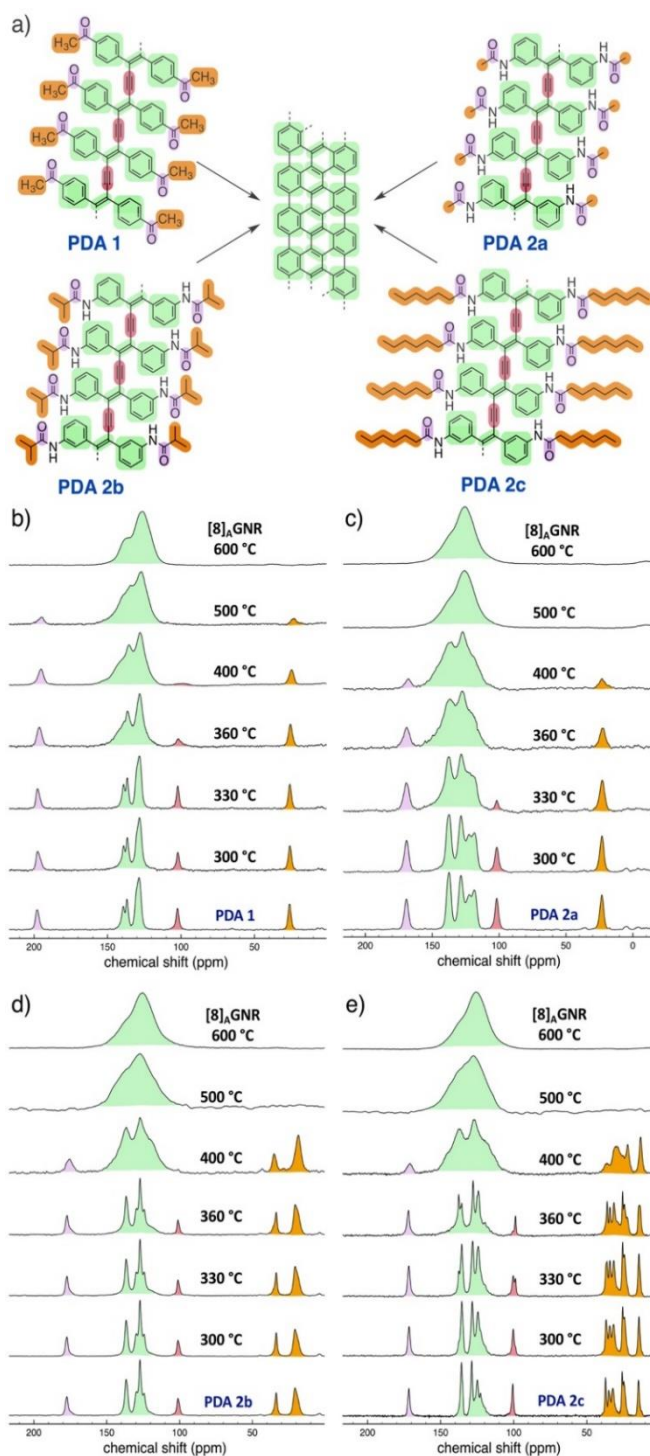 a)
H₃C
O
CH₃
O
H₃C
O
CH₃
O
H₃C
O
CH₃
O
H₃C
O
CH₃
O
PDA 1
O
N
H
H
N
O
O
N
H
H
N
O
O
N
H
H
N
O
O
N
H
H
N
O
PDA 2a
O
N
H
H
N
O
O
N
H
H
N
O
O
N
H
H
N
O
O
N
H
H
N
O
PDA 2b
O
N
H
H
N
O
O
N
H
H
N
O
O
N
H
H
N
O
O
N
H
H
N
O
PDA 2c
b)
[8]ₐGNR
600 °C
500 °C
400 °C
360 °C
330 °C
300 °C
PDA 1
200 150 100 50
chemical shift (ppm)
c)
[8]ₐGNR
600 °C
500 °C
400 °C
360 °C
330 °C
300 °C
PDA 2a
200 150 100 50 0
chemical shift (ppm)
d)
[8]ₐGNR
600 °C
500 °C
400 °C
360 °C
330 °C
300 °C
PDA 2b
200 150 100 50
chemical shift (ppm)
e)
[8]ₐGNR
600 °C
500 °C
400 °C
360 °C
330 °C
300 °C
PDA 2c
200 150 100 50
chemical shift (ppm)